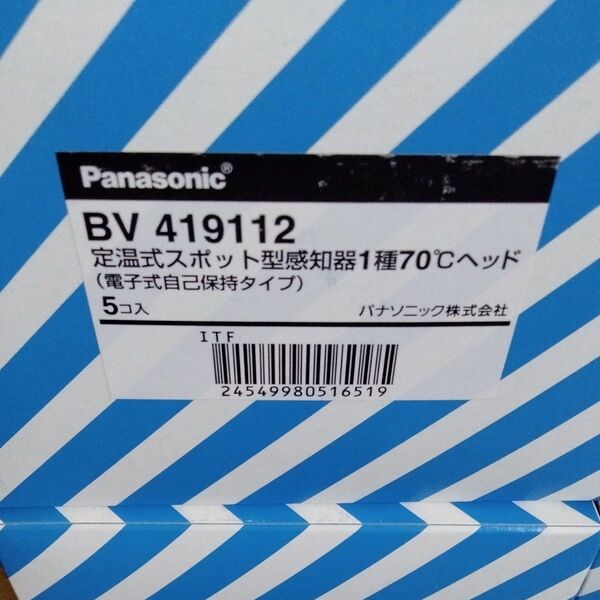 Panasonic®
BV 419112
定温式スポット型感知器1種70℃ヘッド
(電子式自己保持タイプ)
5コ入 パナソニック株式会社
ITF
24549980516519